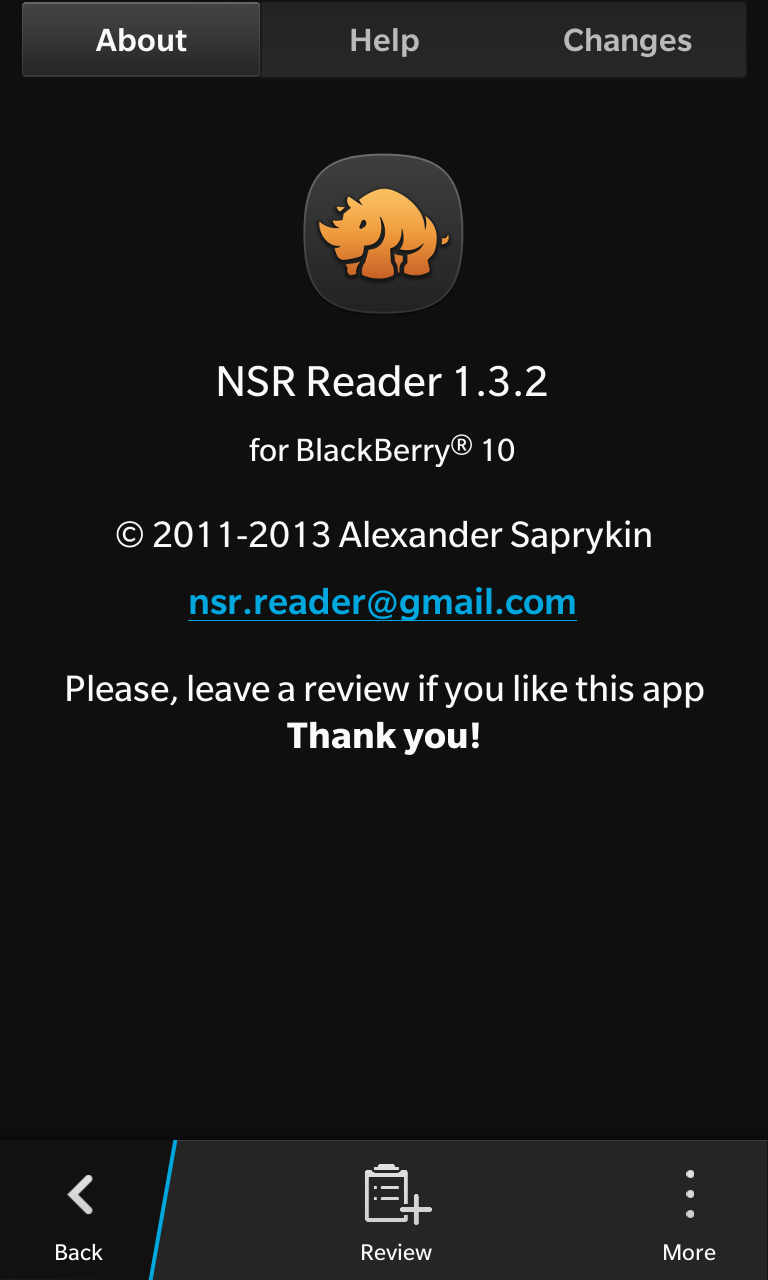 About
Help
Changes
NSR Reader 1.3.2
for BlackBerry® 10
© 2011-2013 Alexander Saprykin
nsr.reader@gmail.com
Please, leave a review if you like this app
Thank you!
Back
Review
More